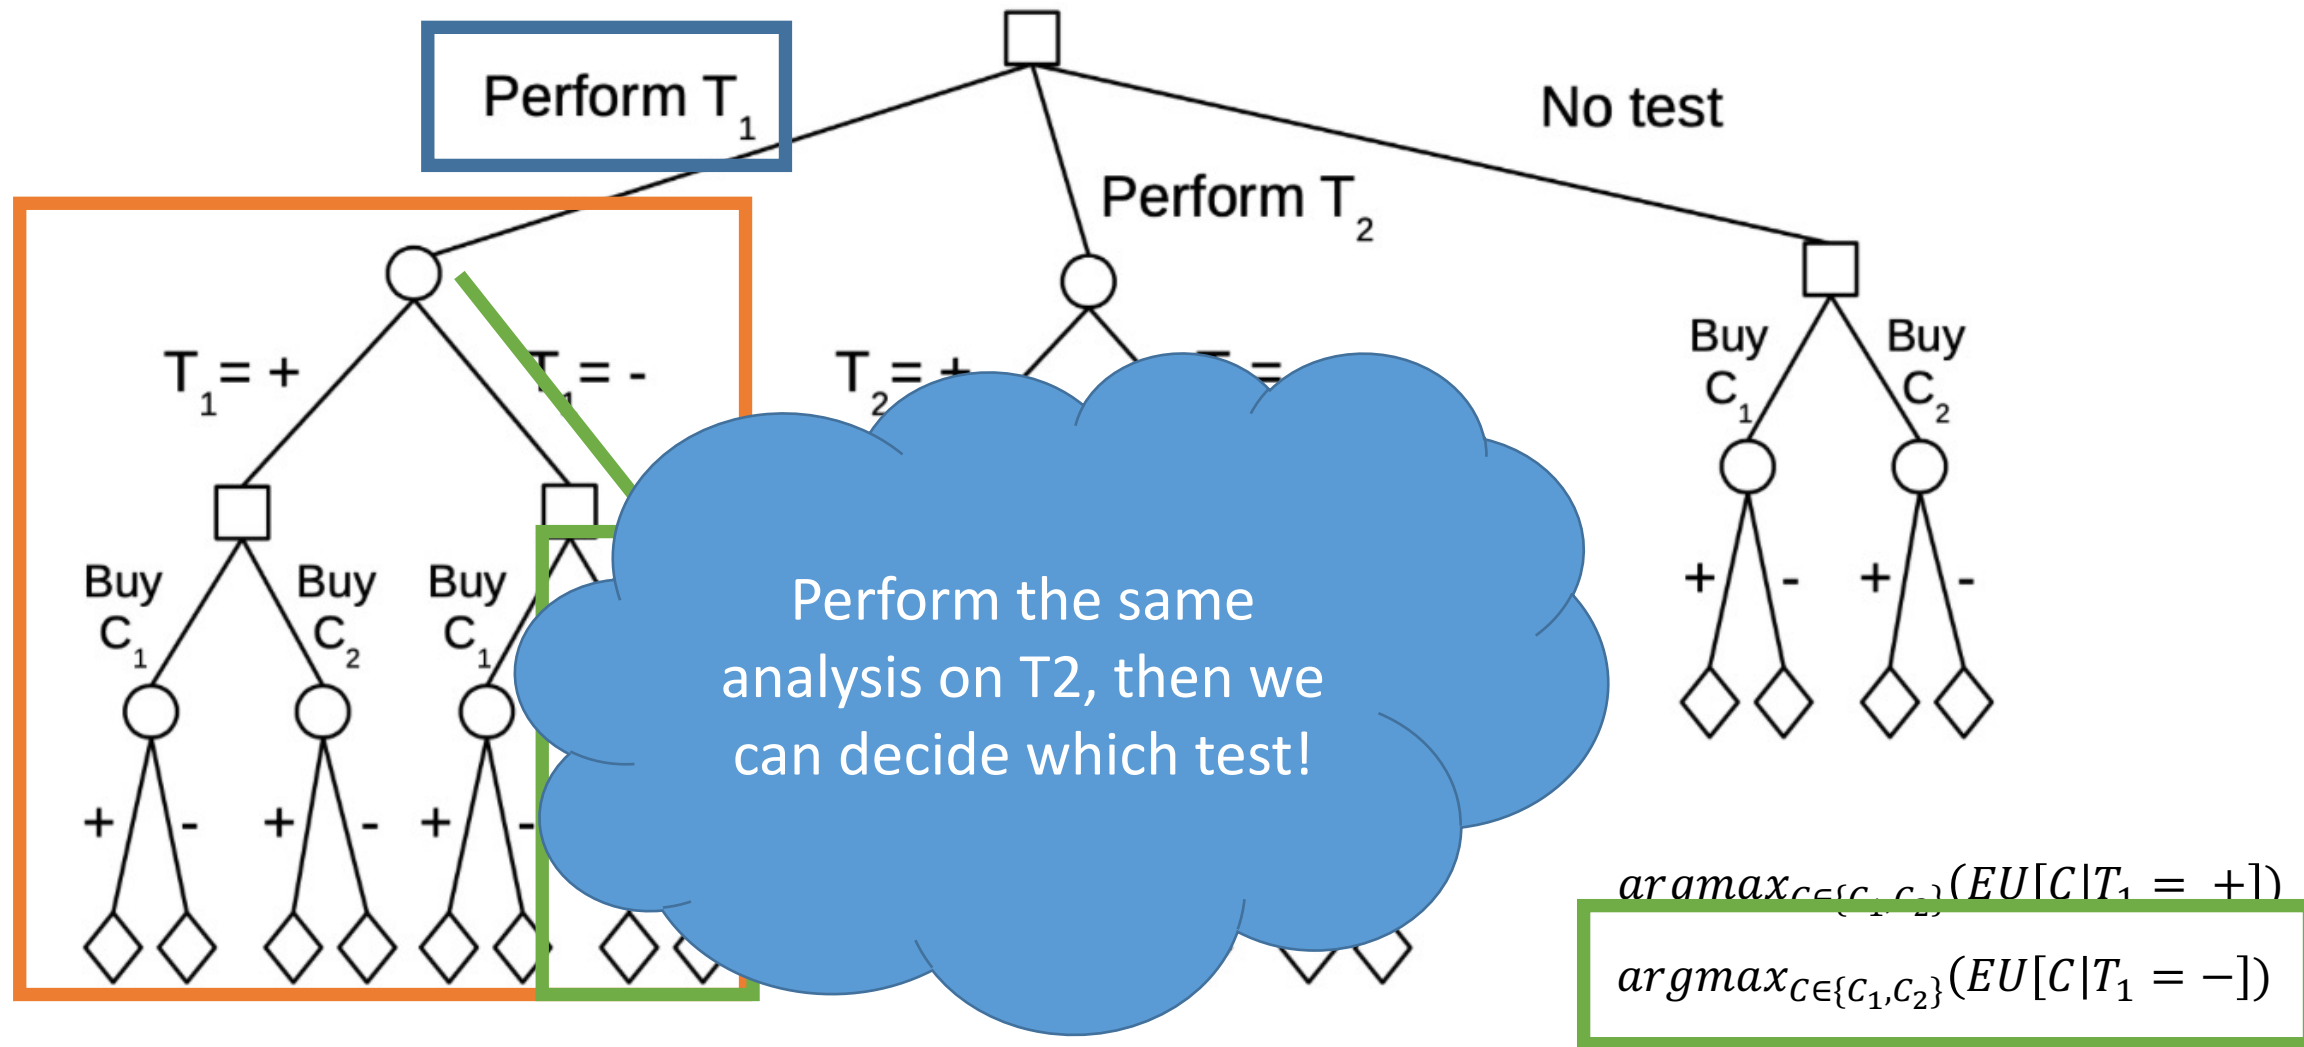 Perform T₁
No test
Perform T₂
T₁= +
T₁= -
T₂= +
Buy C₁
Buy C₂
Buy C₁
Buy C₂
Buy C₁
+ - + - + -
+ - + -
Perform the same
analysis on T2, then we
can decide which test!
argmax_{C∈{C₁,C₂}}(EU[C|T₁ = +])
argmax_{C∈{C₁,C₂}}(EU[C|T₁ = −])